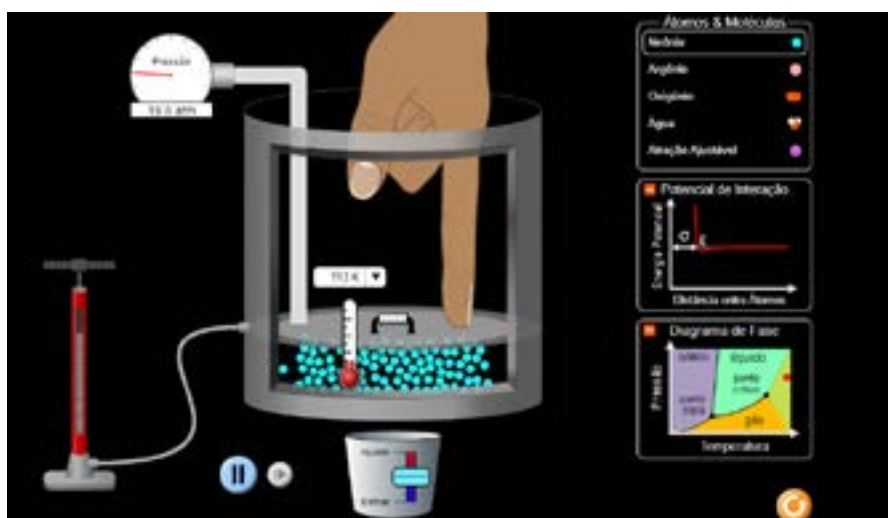 Átomos & Moléculas
Neônio
Argônio
Oxigênio
Água
Atração Ajustável
Pressão
Potencial de Interação
Energia Potencial
σ
ε
Distância entre Átomos
Diagrama de Fase
Pressão
sólido
líquido
ponto
crítico
ponto
gás
Temperatura